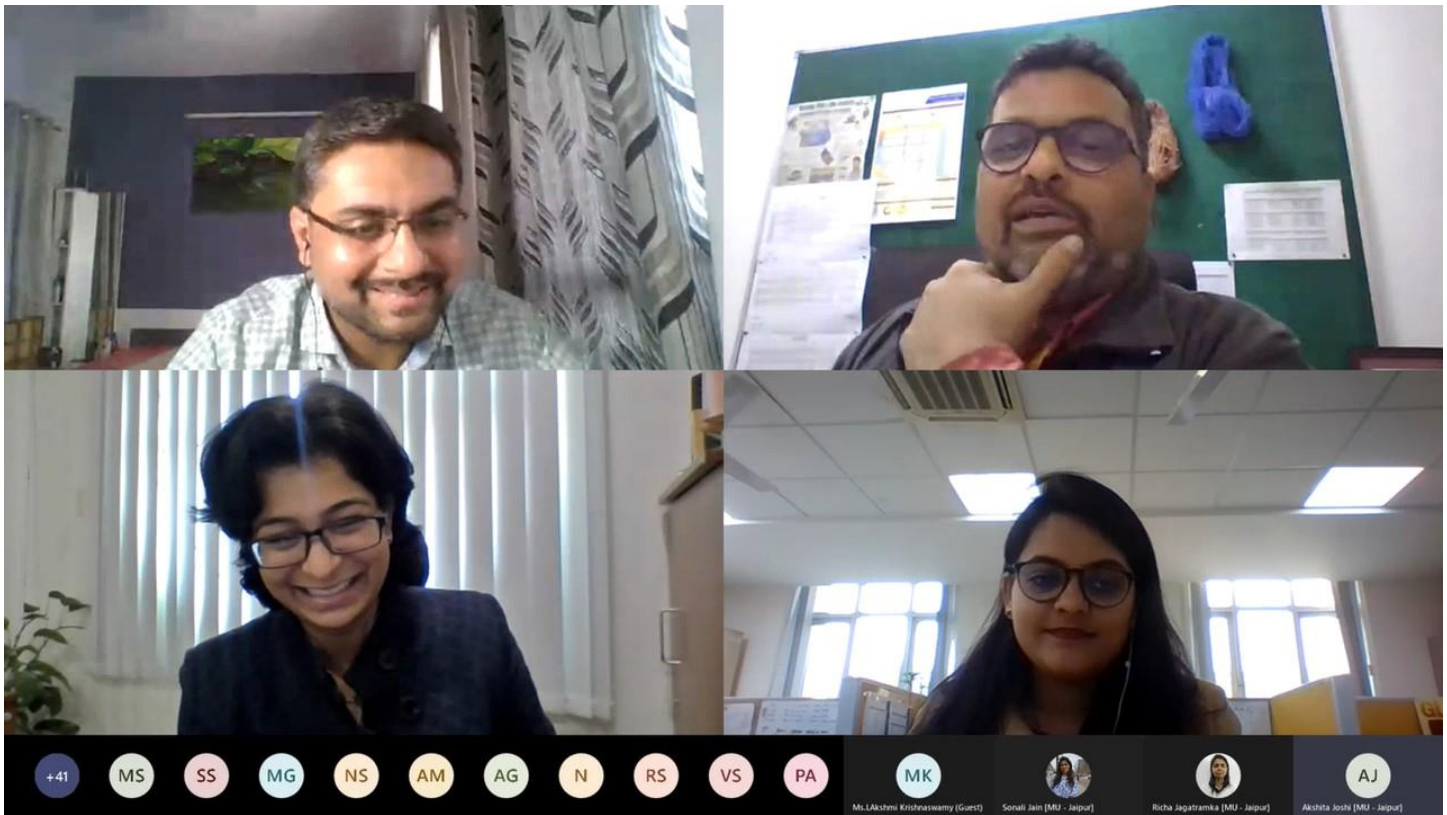 +41
MS
SS
MG
NS
AM
AG
N
RS
VS
PA
MK
Ms.LAkshmi Krishnaswamy (Guest)
Sonali Jain [MU - Jaipur]
Richa Jagatramka [MU - Jaipur]
AJ
Akshita Joshi [MU - Jaipur]